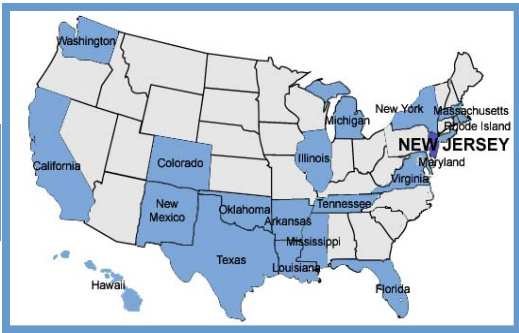 Washington
Michigan
New York
Massachusetts
Rhode Island
NEW JERSEY
Maryland
California
Colorado
Illinois
Virginia
New
Mexico
Oklahoma
Tennessee
Arkansas
Mississippi
Texas
Louisiana
Hawaii
Florida